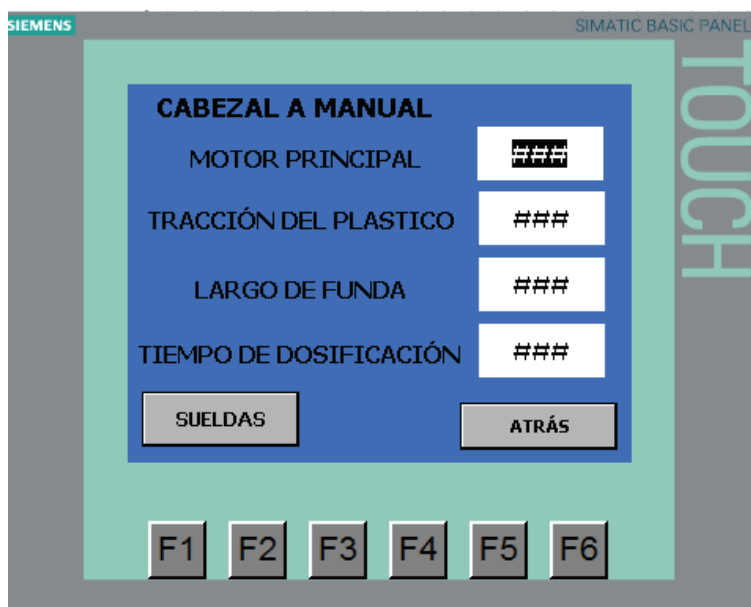 SIEMENS
SIMATIC BASIC PANEL
TOUCH
CABEZAL A MANUAL
MOTOR PRINCIPAL ###
TRACCIÓN DEL PLASTICO ###
LARGO DE FUNDA ###
TIEMPO DE DOSIFICACIÓN ###
SUELDAS ATRÁS
F1 F2 F3 F4 F5 F6